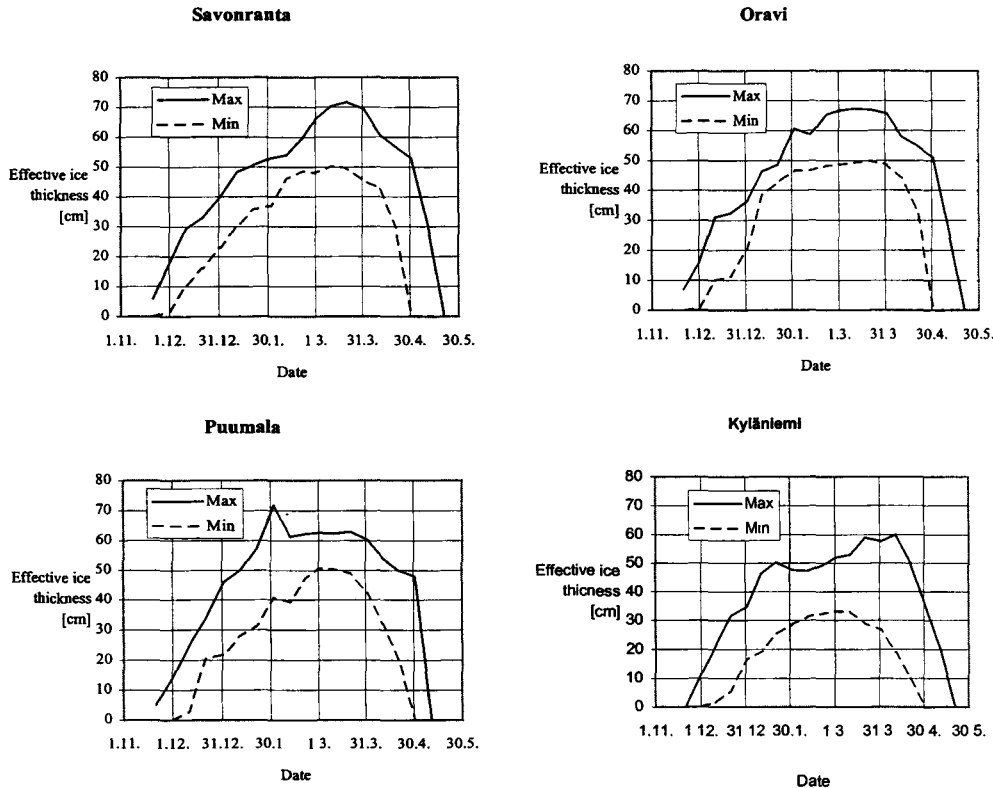 Savonranta
80
70
60
50
40
30
20
10
0
Max
Min
Effective ice
thickness
[cm]
1.11. 1.12. 31.12. 30.1. 1 3. 31.3. 30.4. 30.5.
Date
Oravi
80
70
60
50
40
30
20
10
0
Max
Min
Effective ice
thickness
[cm]
1.11. 1.12. 31.12. 30.1. 1.3. 31 3 30.4. 30.5.
Date
Puumala
80
70
60
50
40
30
20
10
0
Max
Min
Effective ice
thickness
[cm]
1.11. 1.12. 31.12. 30.1 1 3. 31.3. 30.4. 30.5.
Date
Kyläniemi
80
70
60
50
40
30
20
10
0
Max
Min
Effective ice
thicness
[cm]
1.11. 1 12. 31 12 30.1. 1 3. 31 3 30 4. 30 5.
Date